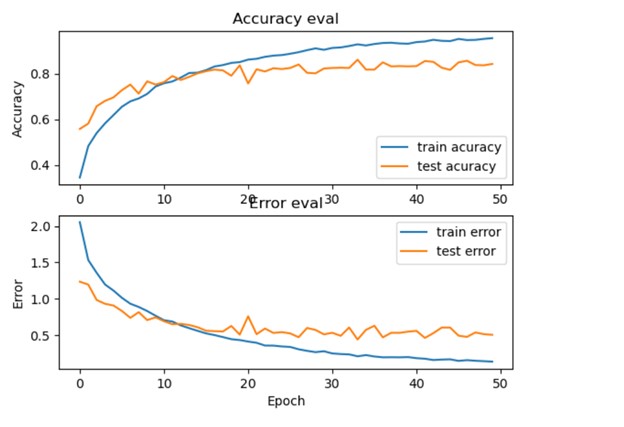 Accuracy eval
Accuracy
0.8
0.6
0.4
train acuracy
test acuracy
0 10 20 30 40 50
Error eval
Error
2.0
1.5
1.0
0.5
train error
test error
0 10 20 30 40 50
Epoch